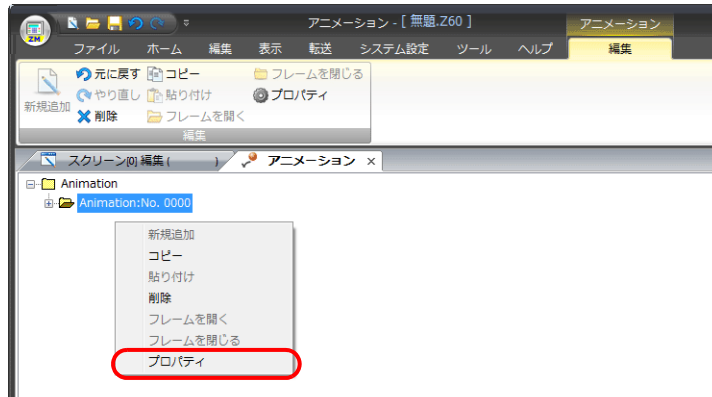 アニメーション - [ 無題.Z60 ]
アニメーション
ZM
ファイル ホーム 編集 表示 転送 システム設定 ツール ヘルプ 編集
新規追加
元に戻す コピー フレームを閉じる
やり直し 貼り付け プロパティ
削除 フレームを開く
編集
スクリーン[0] 編集 ( ) アニメーション ×
Animation
Animation:No. 0000
新規追加
コピー
貼り付け
削除
フレームを開く
フレームを閉じる
プロパティ